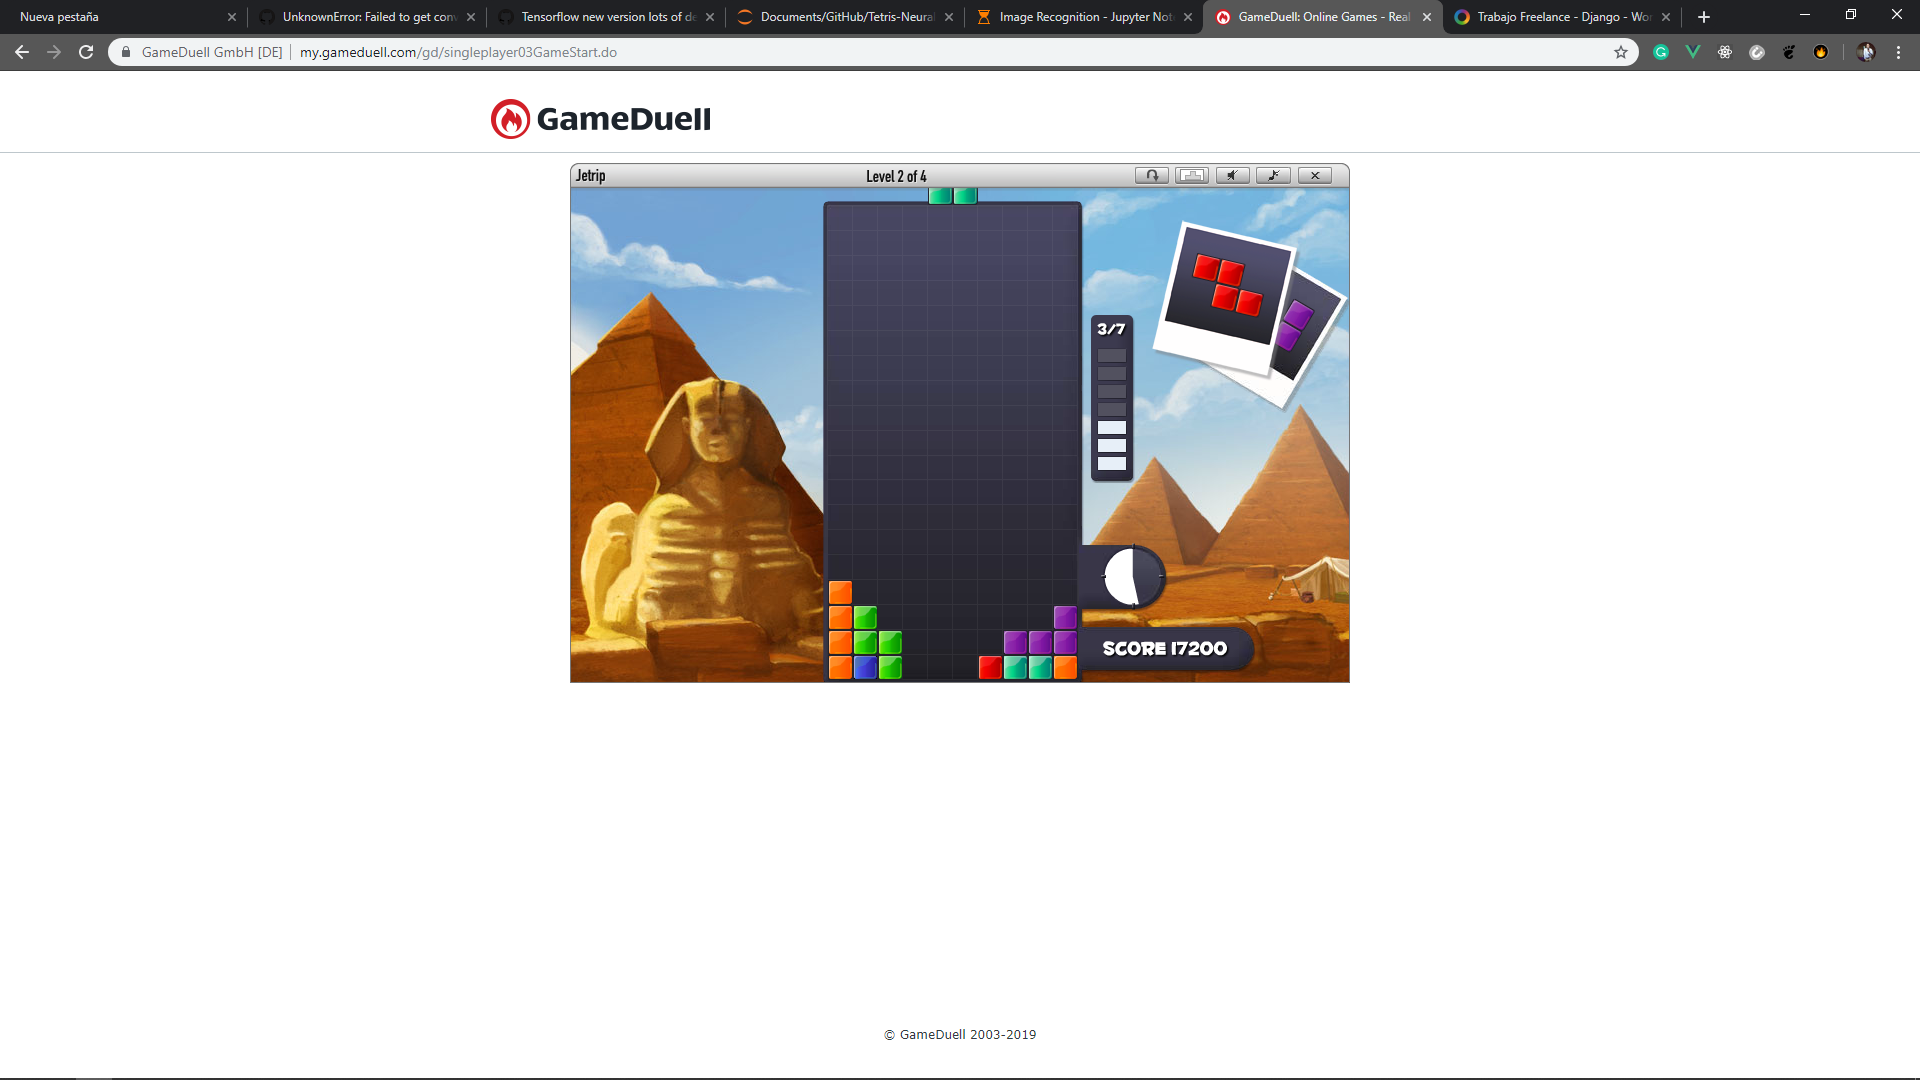 Nueva pestaña
UnknownError: Failed to get con
Tensorflow new version lots of de
Documents/GitHub/Tetris-Neural
Image Recognition - Jupyter Not
GameDuell: Online Games - Real
Trabajo Freelance - Django - Wor
GameDuell GmbH [DE]
my.gameduell.com/gd/singleplayer03GameStart.do
GameDuell
Jetrip
Level 2 of 4
3/7
SCORE 17200
© GameDuell 2003-2019